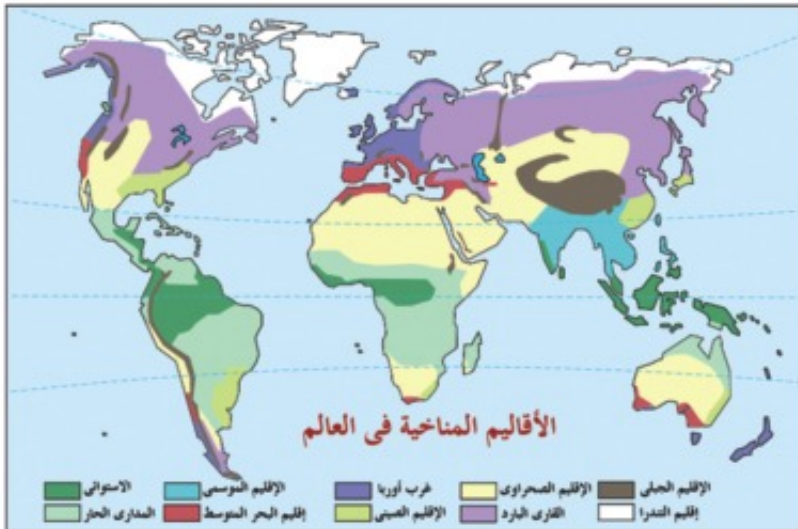 الأقاليم المناخية فى العالم
الإقليم الجبلى الإقليم الصحراوى غرب أوربا الإقليم الموسمى الاستوائى
إقليم التندرا القارى البارد الإقليم الصينى إقليم البحر المتوسط المدارى الحار